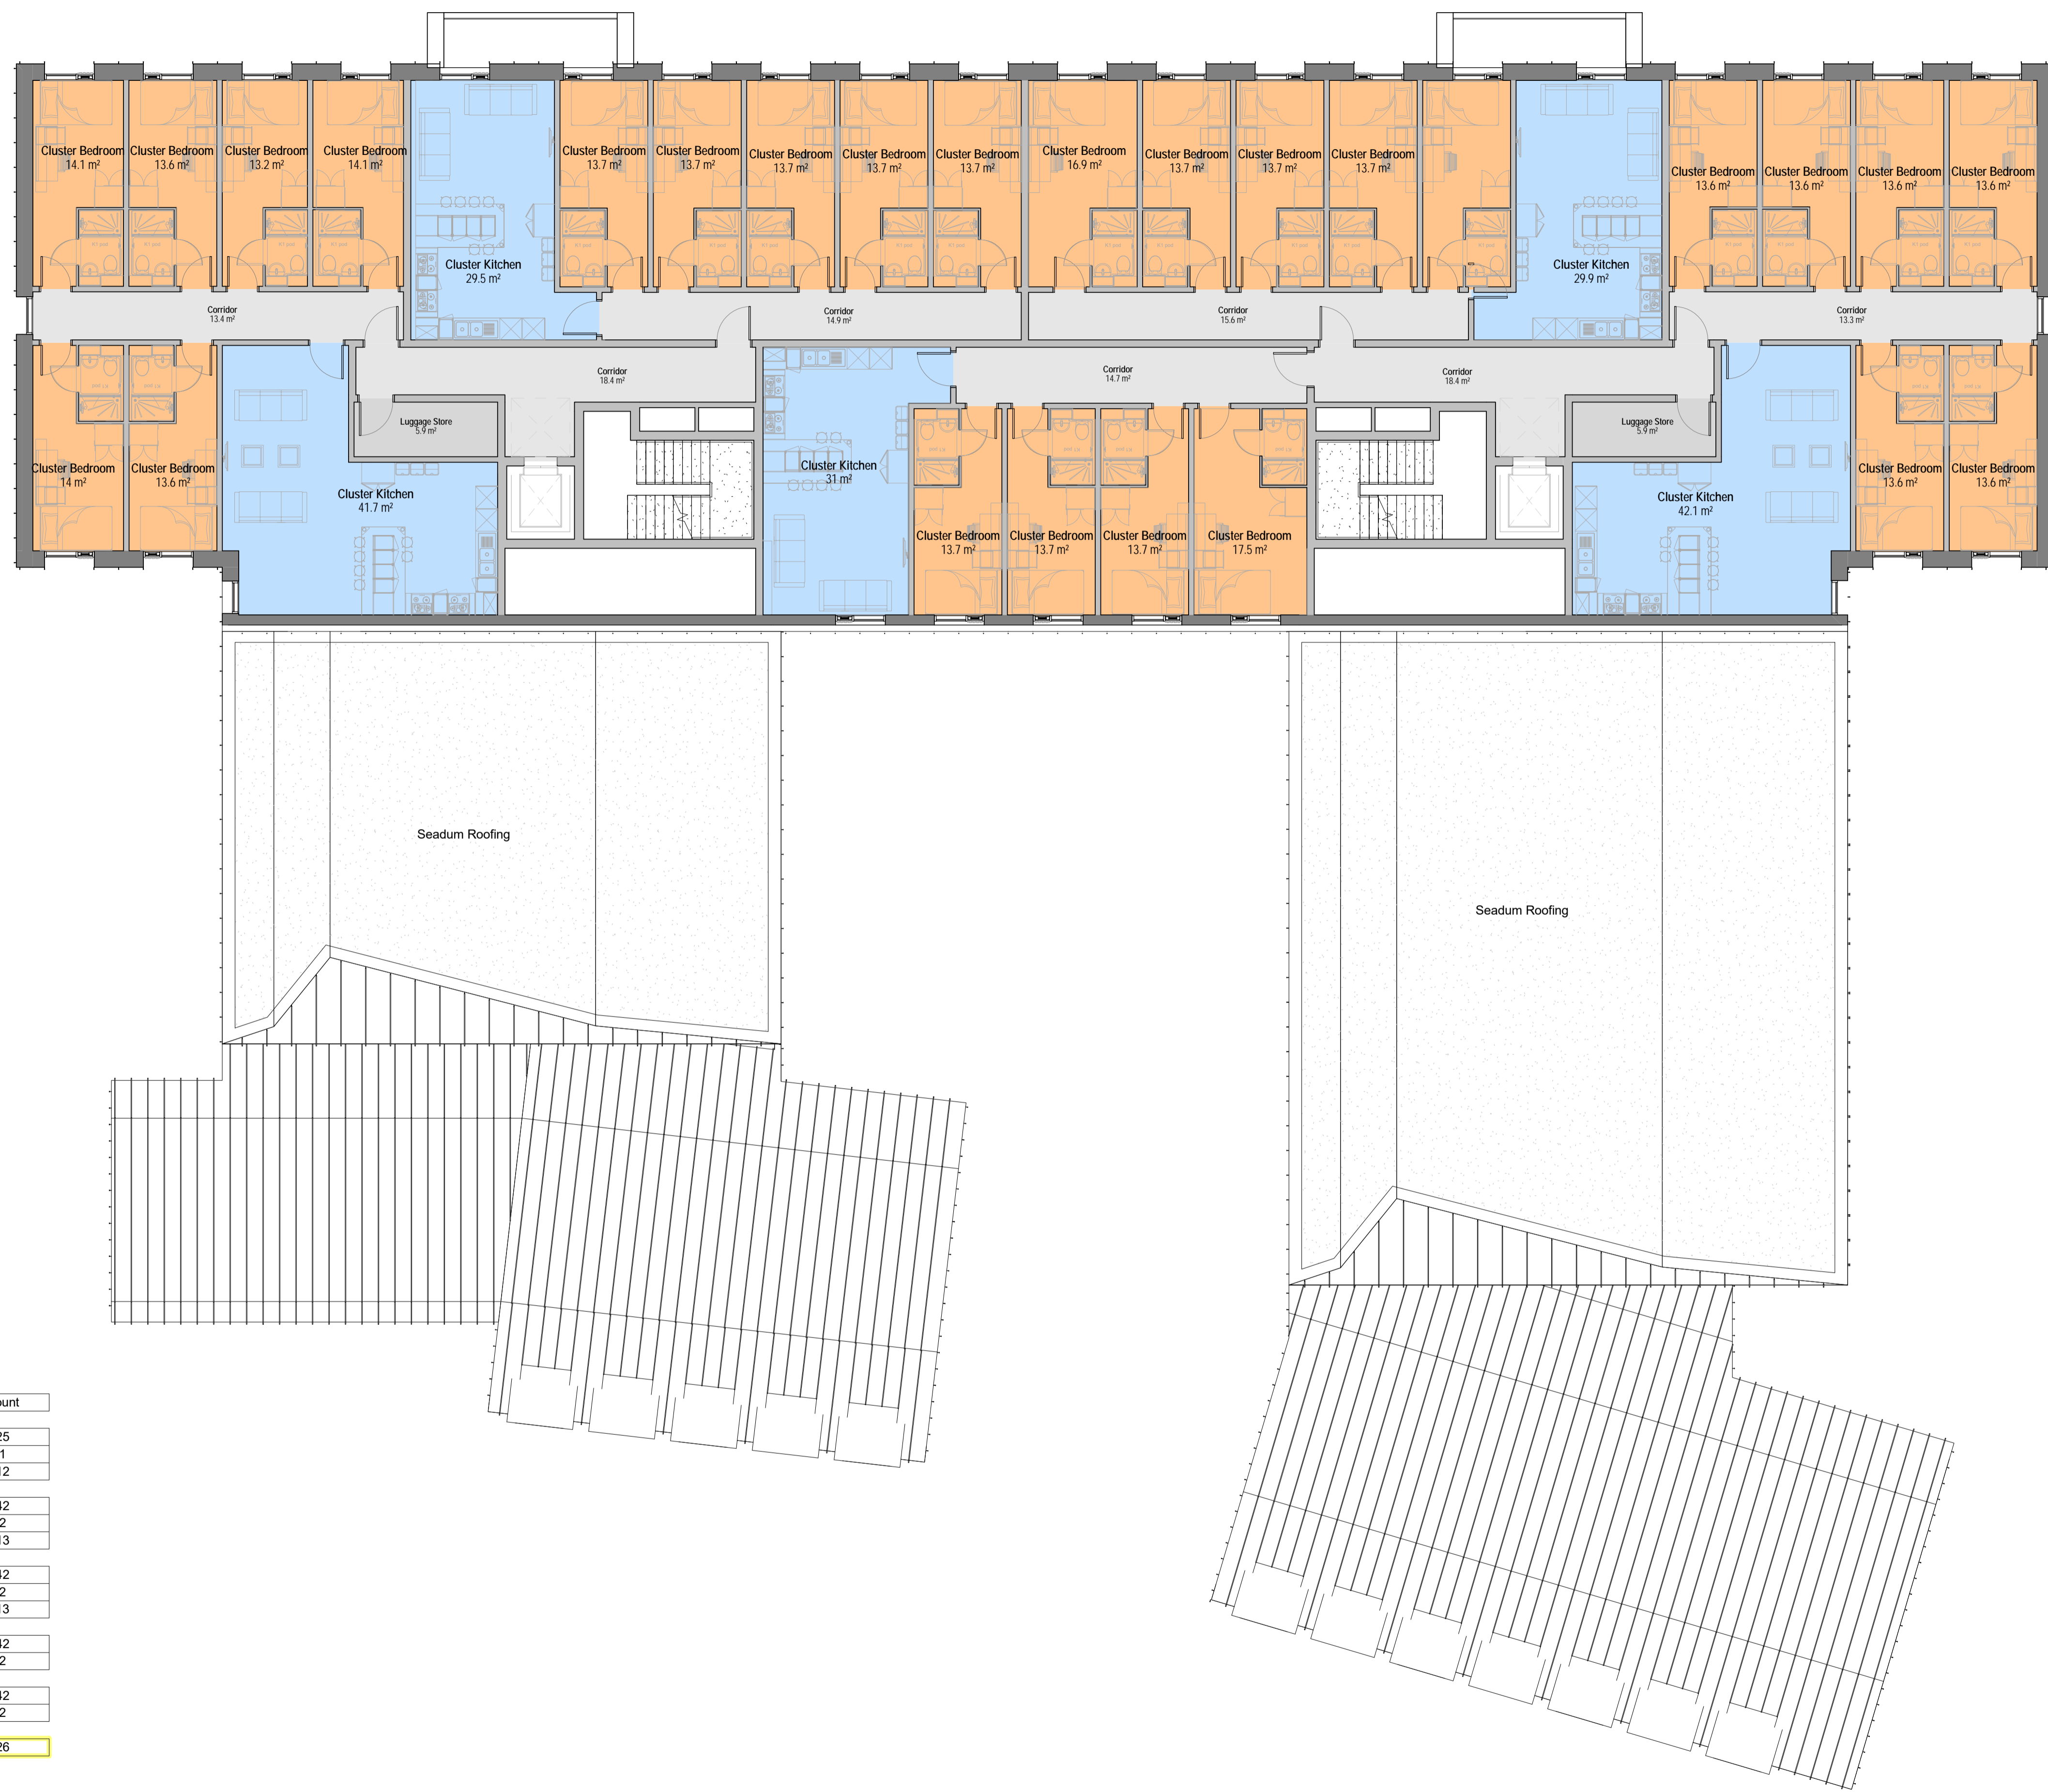 Cluster Bedroom
14.1 m²
Cluster Bedroom
13.6 m²
Cluster Bedroom
13.2 m²
Cluster Bedroom
14.1 m²
Cluster Kitchen
29.5 m²
Cluster Bedroom
13.7 m²
Cluster Bedroom
13.7 m²
Cluster Bedroom
13.7 m²
Cluster Bedroom
13.7 m²
Cluster Bedroom
13.7 m²
Cluster Bedroom
16.9 m²
Cluster Bedroom
13.7 m²
Cluster Bedroom
13.7 m²
Cluster Bedroom
13.7 m²
Cluster Kitchen
29.9 m²
Cluster Bedroom
13.6 m²
Cluster Bedroom
13.6 m²
Cluster Bedroom
13.6 m²
Cluster Bedroom
13.6 m²
Corridor
13.4 m²
Corridor
14.9 m²
Corridor
15.6 m²
Corridor
13.3 m²
Corridor
18.4 m²
Corridor
14.7 m²
Corridor
18.4 m²
Luggage Store
5.9 m²
Luggage Store
5.9 m²
Cluster Bedroom
14 m²
Cluster Bedroom
13.6 m²
Cluster Kitchen
41.7 m²
Cluster Kitchen
31 m²
Cluster Bedroom
13.7 m²
Cluster Bedroom
13.7 m²
Cluster Bedroom
13.7 m²
Cluster Bedroom
17.5 m²
Cluster Kitchen
42.1 m²
Cluster Bedroom
13.6 m²
Cluster Bedroom
13.6 m²
Seadum Roofing
Seadum Roofing